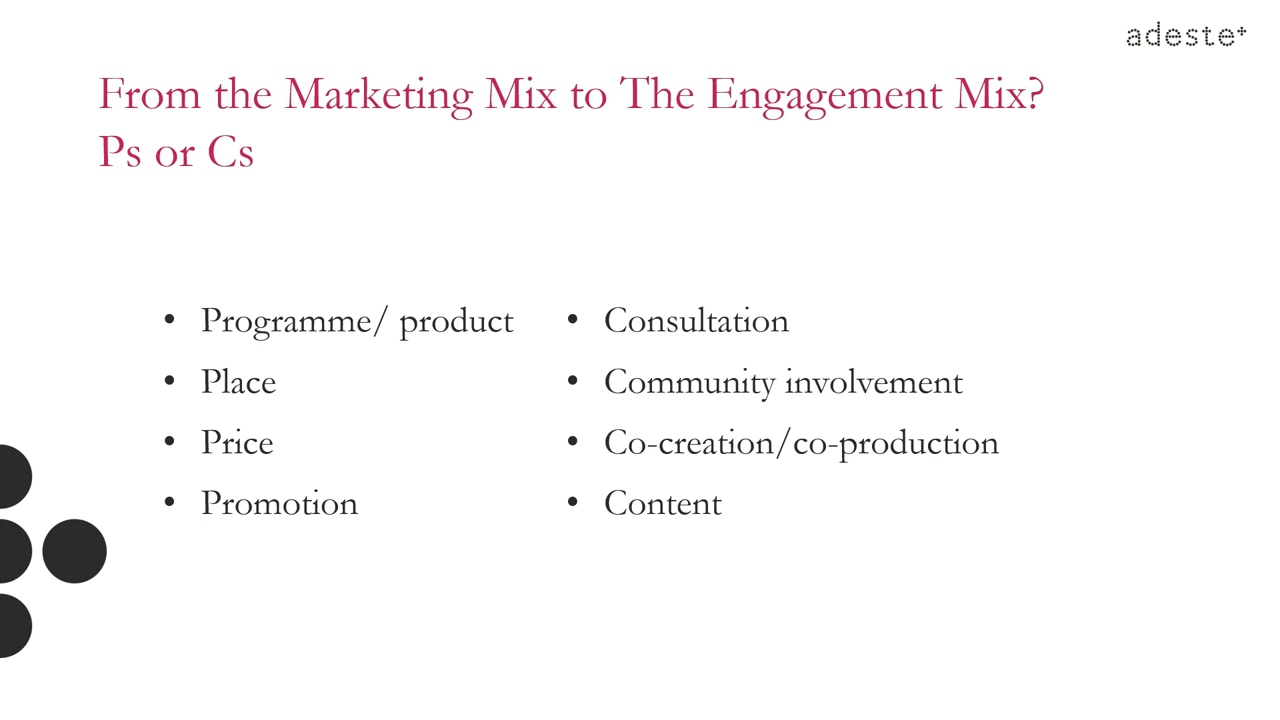 adeste+
From the Marketing Mix to The Engagement Mix?
Ps or Cs
• Programme/ product
• Place
• Price
• Promotion
• Consultation
• Community involvement
• Co-creation/co-production
• Content